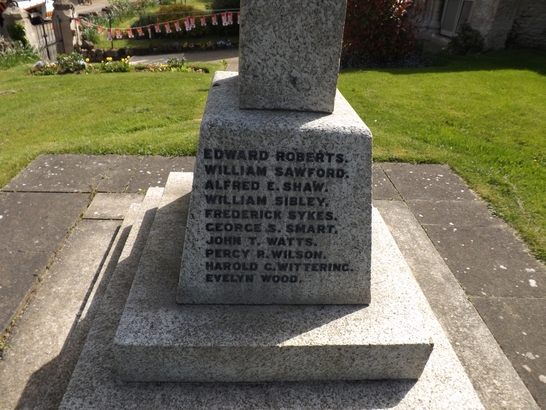 EDWARD ROBERTS.
WILLIAM SAWFORD.
ALFRED E. SHAW.
WILLIAM SIBLEY.
FREDERICK SYKES.
GEORGE S. SMART.
JOHN T. WATTS.
PERCY R. WILSON.
HAROLD G. WITTERING.
EVELYN WOOD.